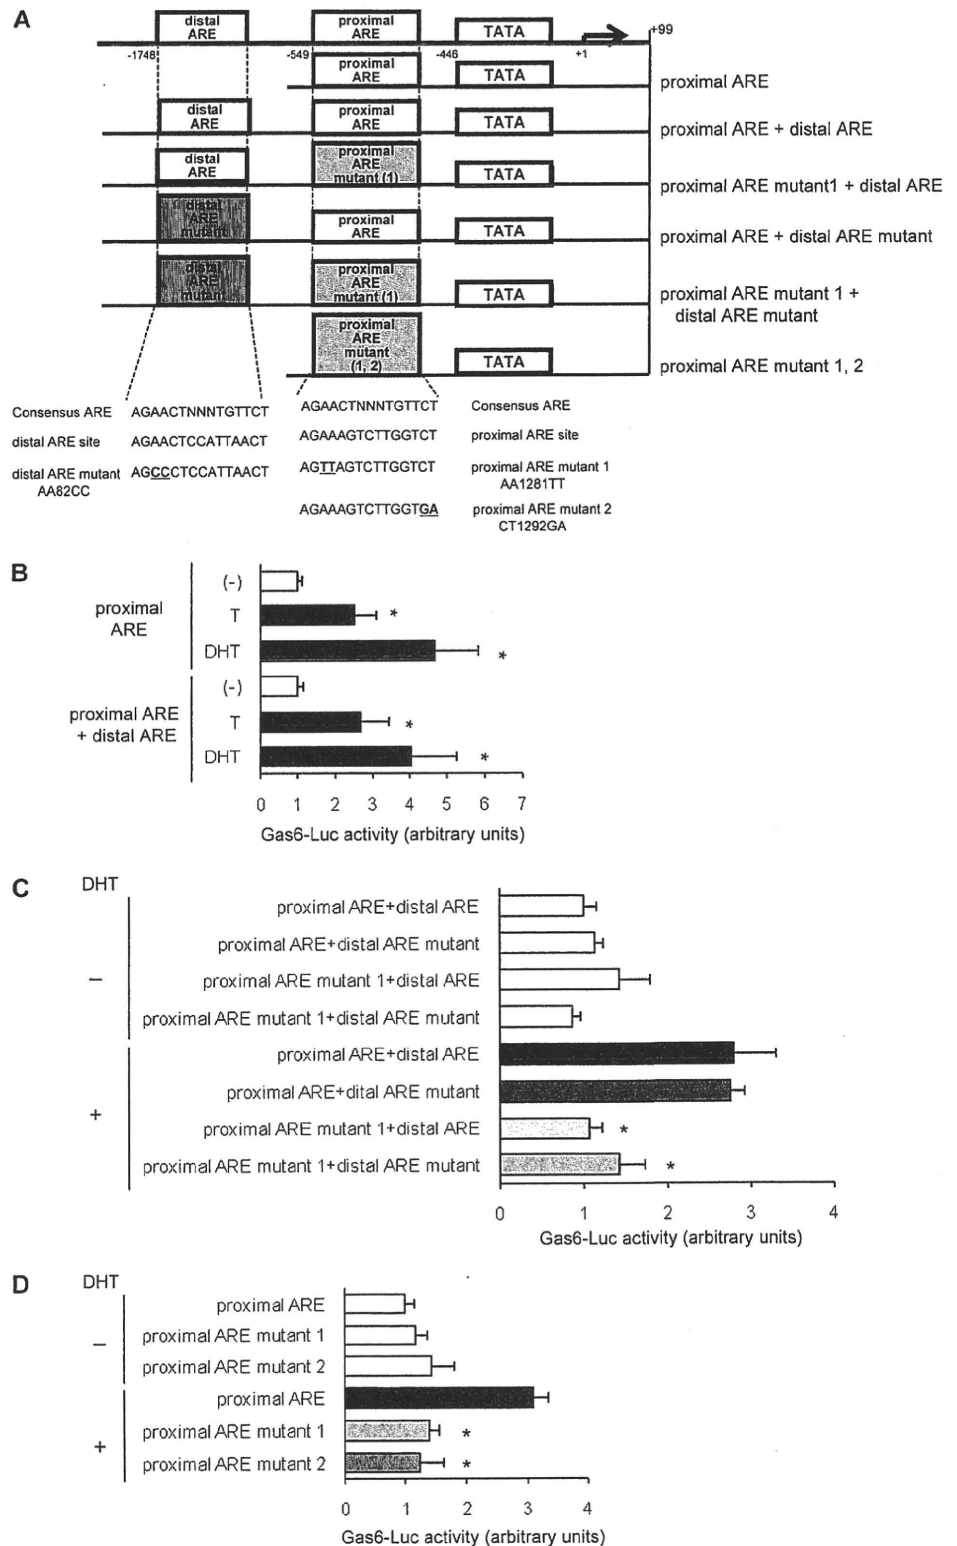 A
distal
ARE
proximal
ARE
TATA
+99
-1748
-549
-446
+1
proximal
ARE
TATA
proximal ARE
distal
ARE
proximal
ARE
TATA
proximal ARE + distal ARE
distal
ARE
proximal
ARE
mutant (1)
TATA
proximal ARE mutant1 + distal ARE
distal
ARE
mutant
proximal
ARE
TATA
proximal ARE + distal ARE mutant
distal
ARE
mutant
proximal
ARE
mutant (1)
TATA
proximal ARE mutant 1 +
distal ARE mutant
proximal
ARE
mutant
(1, 2)
TATA
proximal ARE mutant 1, 2
Consensus ARE AGAACTNNNTGTTCT
distal ARE site AGAACTCCATTAACT
distal ARE mutant AGCCCTCCATTAACT
AA82CC
AGAACTNNNTGTTCT Consensus ARE
AGAAAGTCTTGGTCT proximal ARE site
AGTTAGTCTTGGTCT proximal ARE mutant 1
AA1281TT
AGAAAGTCTTGGTGA proximal ARE mutant 2
CT1292GA
B
proximal
ARE
(-)
T
*
DHT
*
proximal ARE
+ distal ARE
(-)
T
*
DHT
*
0 1 2 3 4 5 6 7
Gas6-Luc activity (arbitrary units)
C
DHT
–
proximal ARE+distal ARE
proximal ARE+distal ARE mutant
proximal ARE mutant 1+distal ARE
proximal ARE mutant 1+distal ARE mutant
+
proximal ARE+distal ARE
proximal ARE+dital ARE mutant
proximal ARE mutant 1+distal ARE *
proximal ARE mutant 1+distal ARE mutant *
0 1 2 3 4
Gas6-Luc activity (arbitrary units)
D
DHT
–
proximal ARE
proximal ARE mutant 1
proximal ARE mutant 2
+
proximal ARE
proximal ARE mutant 1 *
proximal ARE mutant 2 *
0 1 2 3 4
Gas6-Luc activity (arbitrary units)